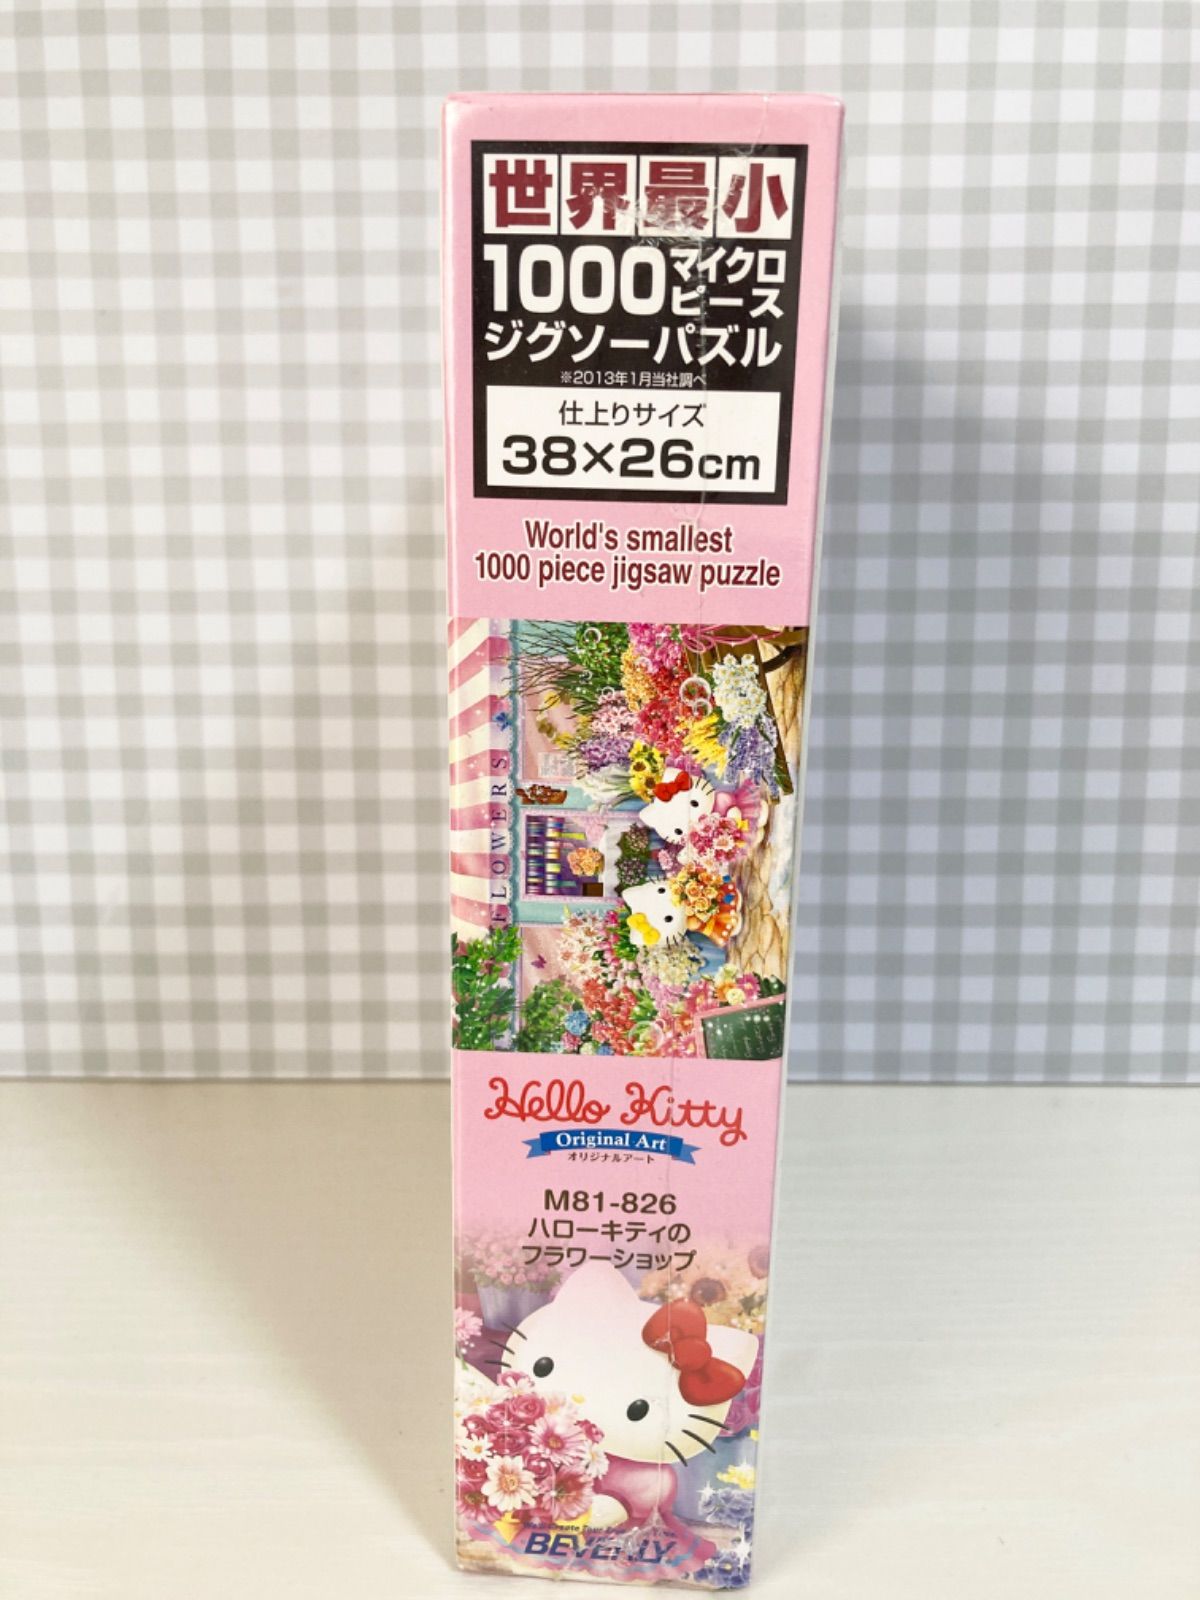 世界最小
1000マイクロピース
ジグソーパズル
※2013年1月当社調べ
仕上りサイズ
38×26cm
World's smallest
1000 piece jigsaw puzzle
FLOWERS
Hello Kitty
Original Art
オリジナルアート
M81-826
ハローキティの
フラワーショップ
BEVERLY